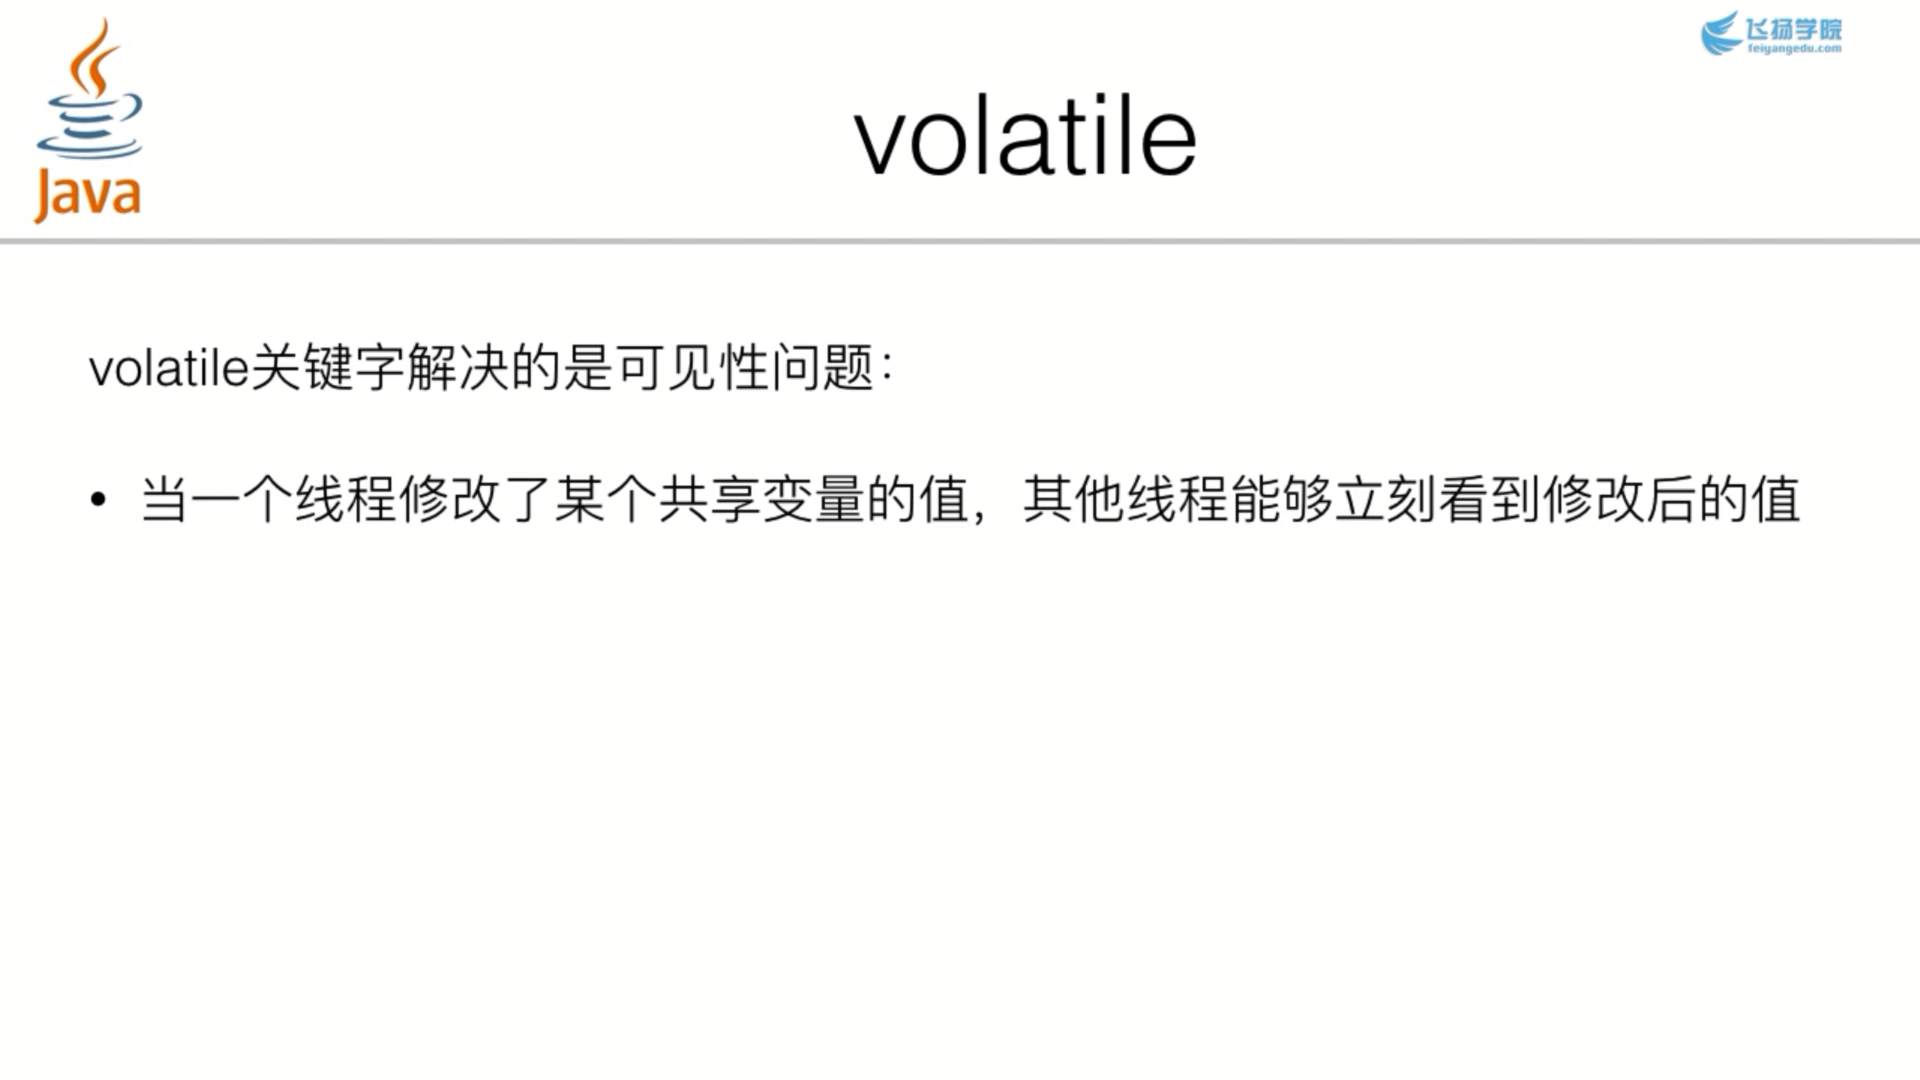 Java
飞扬学院
feiyangedu.com
volatile
volatile关键字解决的是可见性问题：
• 当一个线程修改了某个共享变量的值，其他线程能够立刻看到修改后的值